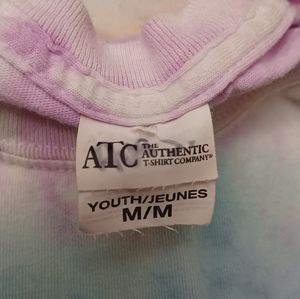 ATC THE
AUTHENTIC
T-SHIRT COMPANY®
YOUTH/JEUNES
M/M